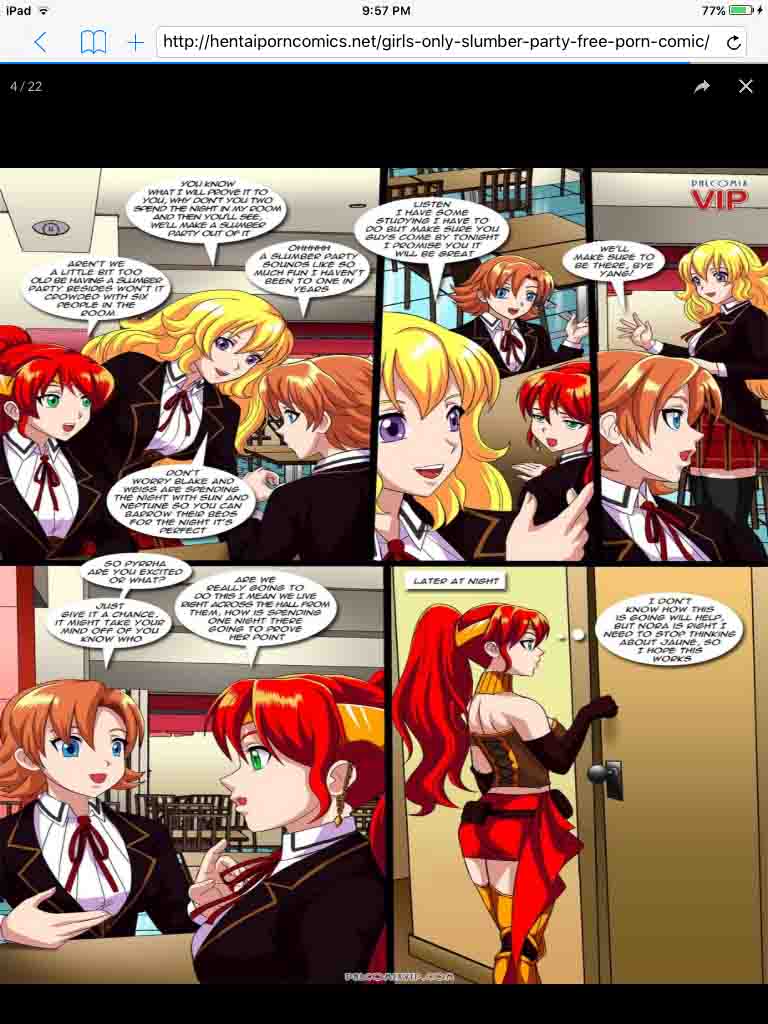 iPad
9:57 PM
77%
http://hentaiporncomics.net/girls-only-slumber-party-free-porn-comic/
4 / 22
PALCOMIX
VIP
YOU KNOW
WHAT I WILL PROVE IT TO
YOU, WHY DON'T YOU TWO
SPEND THE NIGHT IN MY ROOM
AND THEN YOU'LL SEE,
WE'LL MAKE A SLUMBER
PARTY OUT OF IT
AREN'T WE
A LITTLE BIT TOO
OLD BE HAVING A SLUMBER
PARTY BESIDES WON'T IT
CROWDED WITH SIX
PEOPLE IN THE
ROOM
OHHHHH
A SLUMBER PARTY
SOUNDS LIKE SO
MUCH FUN I HAVEN'T
BEEN TO ONE IN
YEARS
DON'T
WORRY BLAKE AND
WEISS ARE SPENDING
THE NIGHT WITH SUN AND
NEPTUNE SO YOU CAN
BARROW THEIR BEDS
FOR THE NIGHT IT'S
PERFECT
LISTEN
I HAVE SOME
STUDYING I HAVE TO
DO BUT MAKE SURE YOU
GUYS COME BY TONIGHT
I PROMISE YOU IT
WILL BE GREAT
WE'LL
MAKE SURE TO
BE THERE, BYE
YANG!
SO PYRRHA
ARE YOU EXCITED
OR WHAT?
JUST
GIVE IT A CHANCE,
IT MIGHT TAKE YOUR
MIND OFF OF YOU
KNOW WHO
ARE WE
REALLY GOING TO
DO THIS I MEAN WE LIVE
RIGHT ACROSS THE HALL FROM
THEM, HOW IS SPENDING
ONE NIGHT THERE
GOING TO PROVE
HER POINT
LATER AT NIGHT
I DON'T
KNOW HOW THIS
IS GOING WILL HELP,
BUT NORA IS RIGHT I
NEED TO STOP THINKING
ABOUT JAUNE, SO
I HOPE THIS
WORKS
PALCOMIXVIP.COM